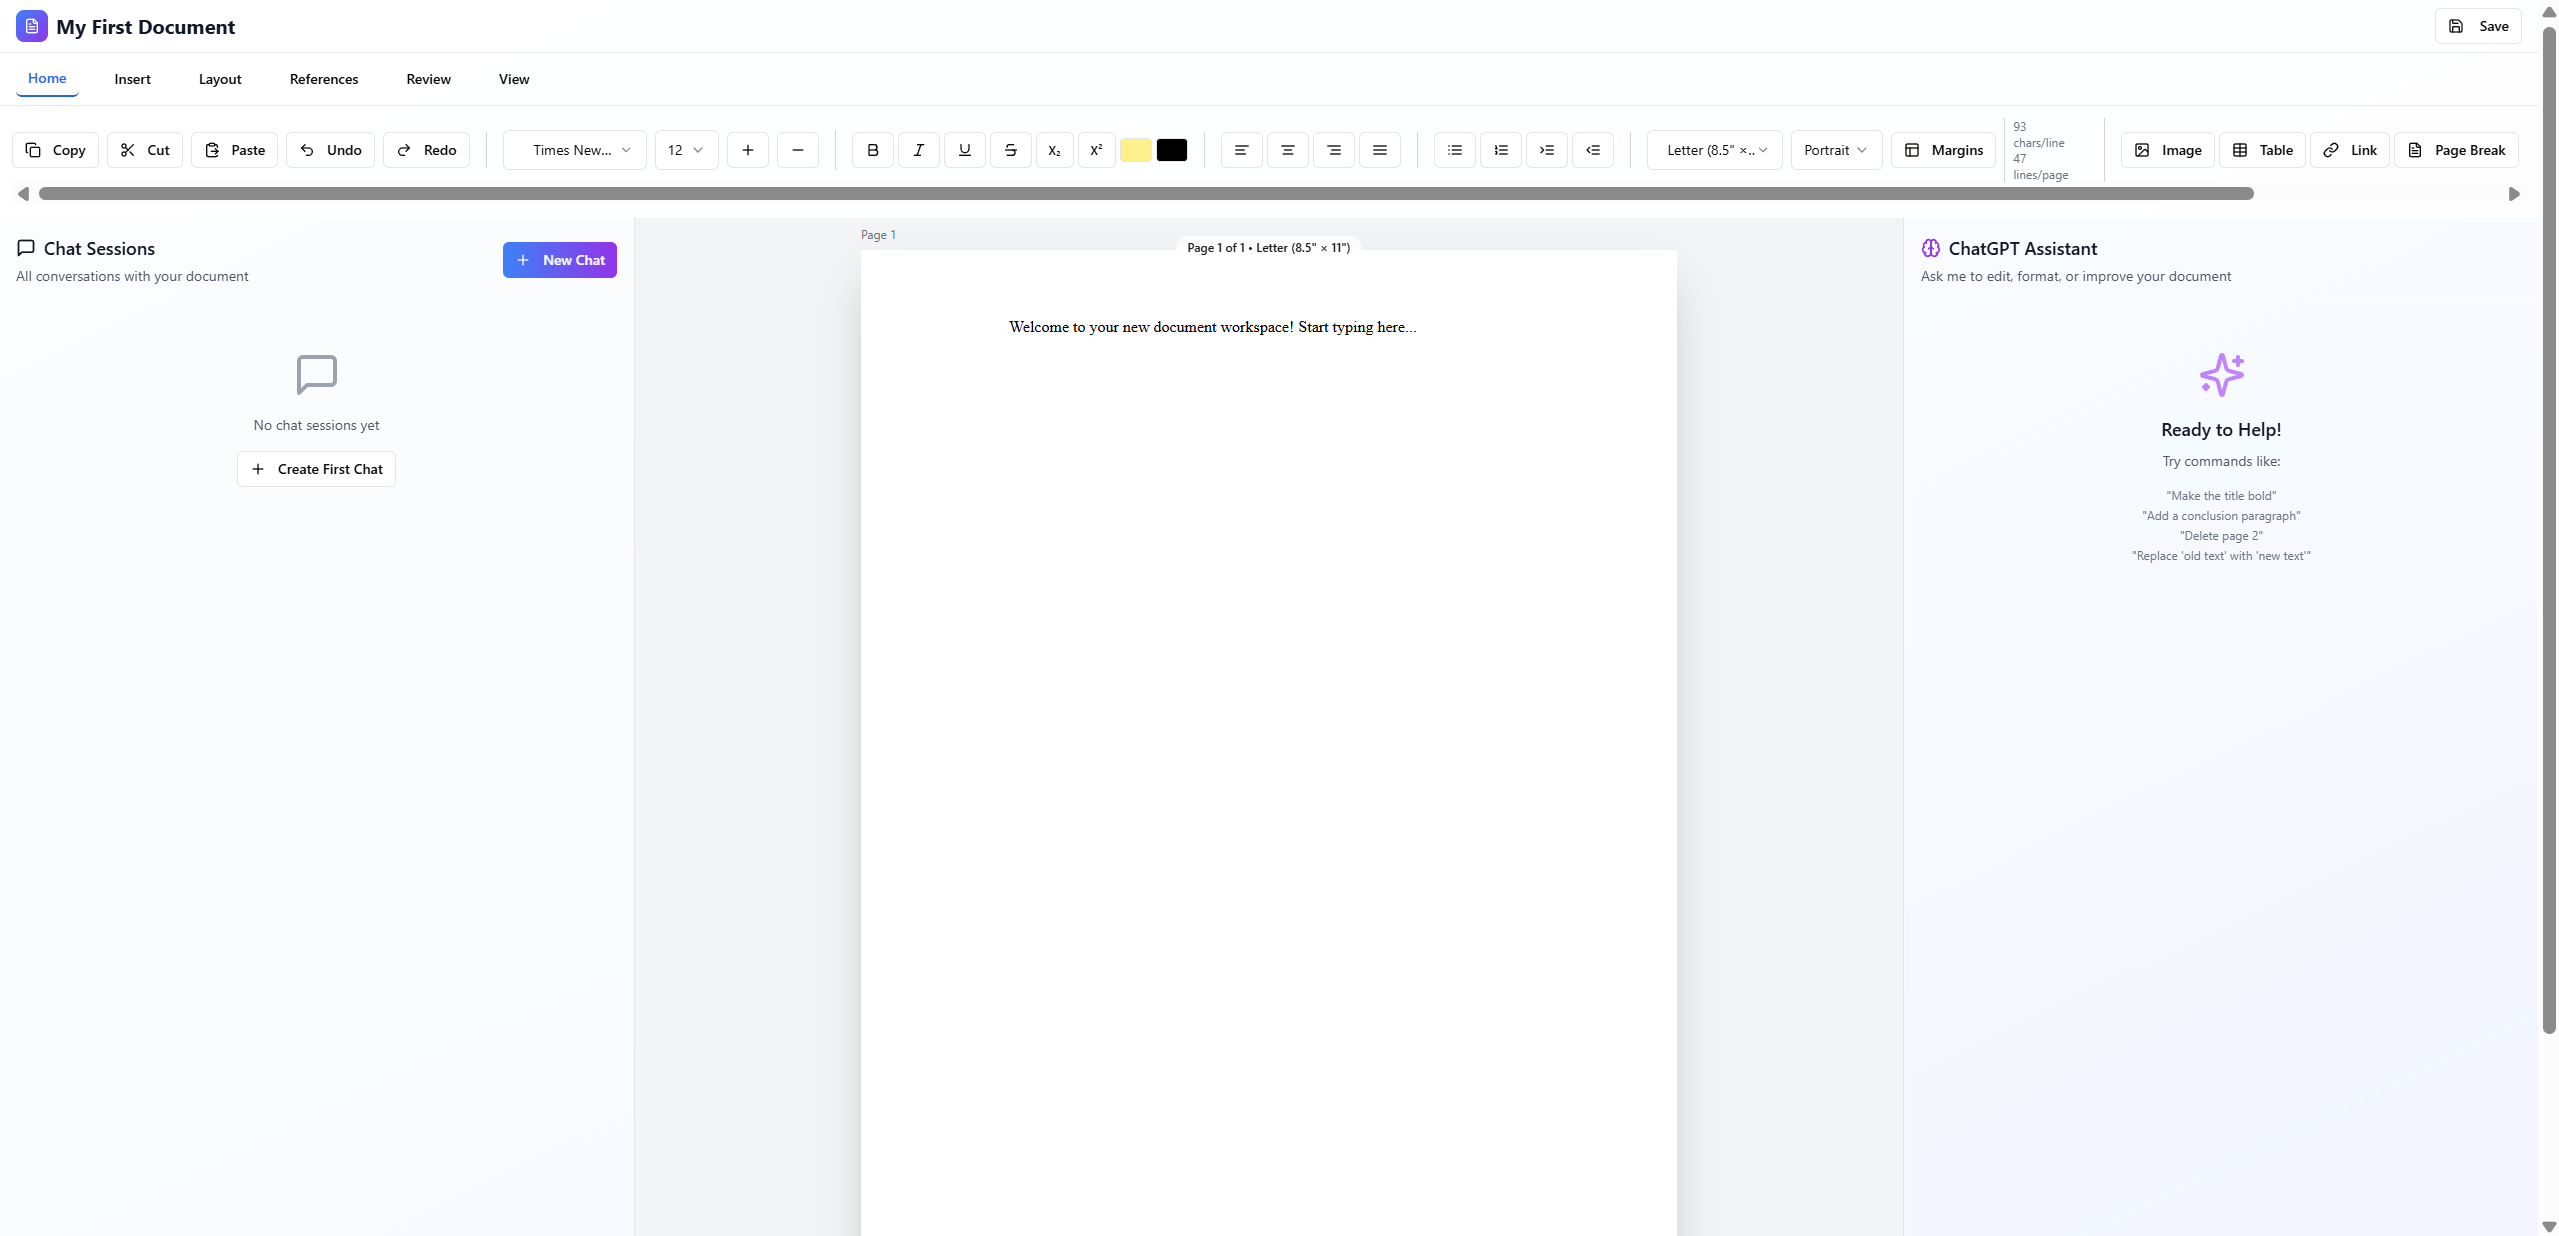 My First Document
Save
Home Insert Layout References Review View
Copy Cut Paste Undo Redo Times New... 12 B I U S X₂ X² Letter (8.5" ×.. Portrait Margins
93
chars/line
47
lines/page
Image Table Link Page Break
Chat Sessions
All conversations with your document
New Chat
No chat sessions yet
Create First Chat
Page 1
Page 1 of 1 • Letter (8.5" × 11")
Welcome to your new document workspace! Start typing here...
ChatGPT Assistant
Ask me to edit, format, or improve your document
Ready to Help!
Try commands like:
"Make the title bold"
"Add a conclusion paragraph"
"Delete page 2"
"Replace 'old text' with 'new text'"